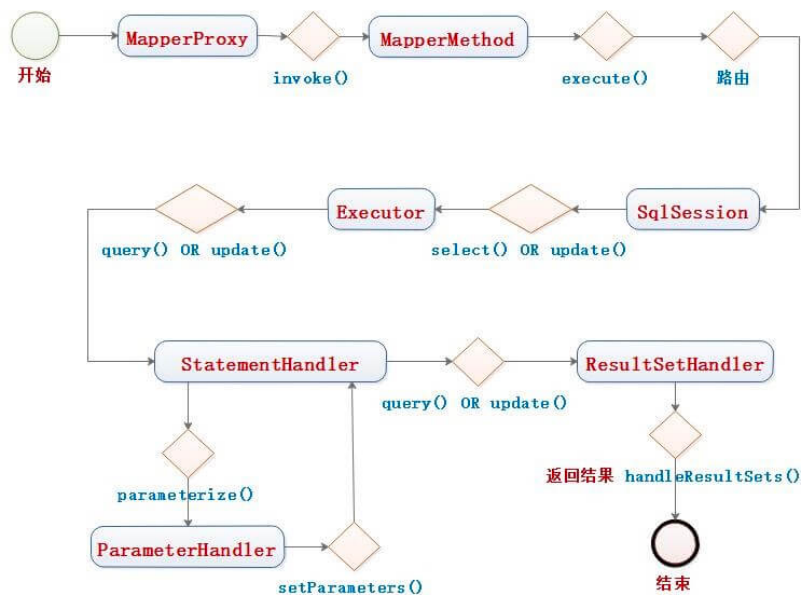 MapperProxy
MapperMethod
开始
invoke()
execute()
路由
Executor
SqlSession
query() OR update()
select() OR update()
StatementHandler
ResultSetHandler
query() OR update()
返回结果 handleResultSets()
parameterize()
ParameterHandler
setParameters()
结束